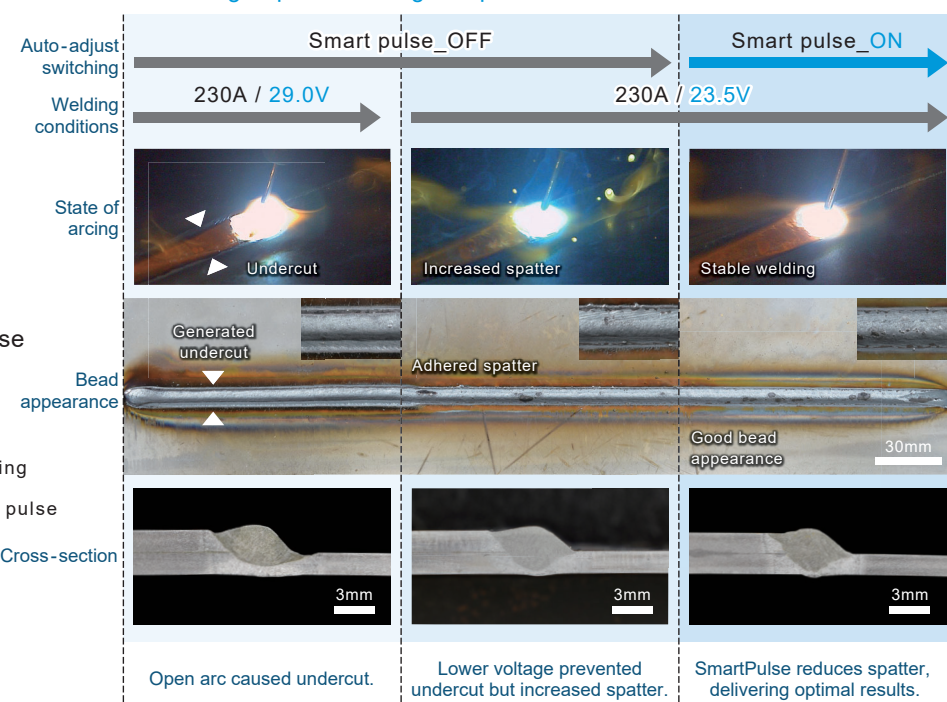 Auto-adjust
switching
Smart pulse_OFF
Smart pulse_ON
Welding
conditions
230A / 29.0V
230A / 23.5V
State of
arcing
Undercut
Increased spatter
Stable welding
se
Bead
appearance
Generated
undercut
Adhered spatter
Good bead
appearance
30mm
ing
pulse
Cross-section
3mm
3mm
3mm
Open arc caused undercut.
Lower voltage prevented
undercut but increased spatter.
SmartPulse reduces spatter,
delivering optimal results.